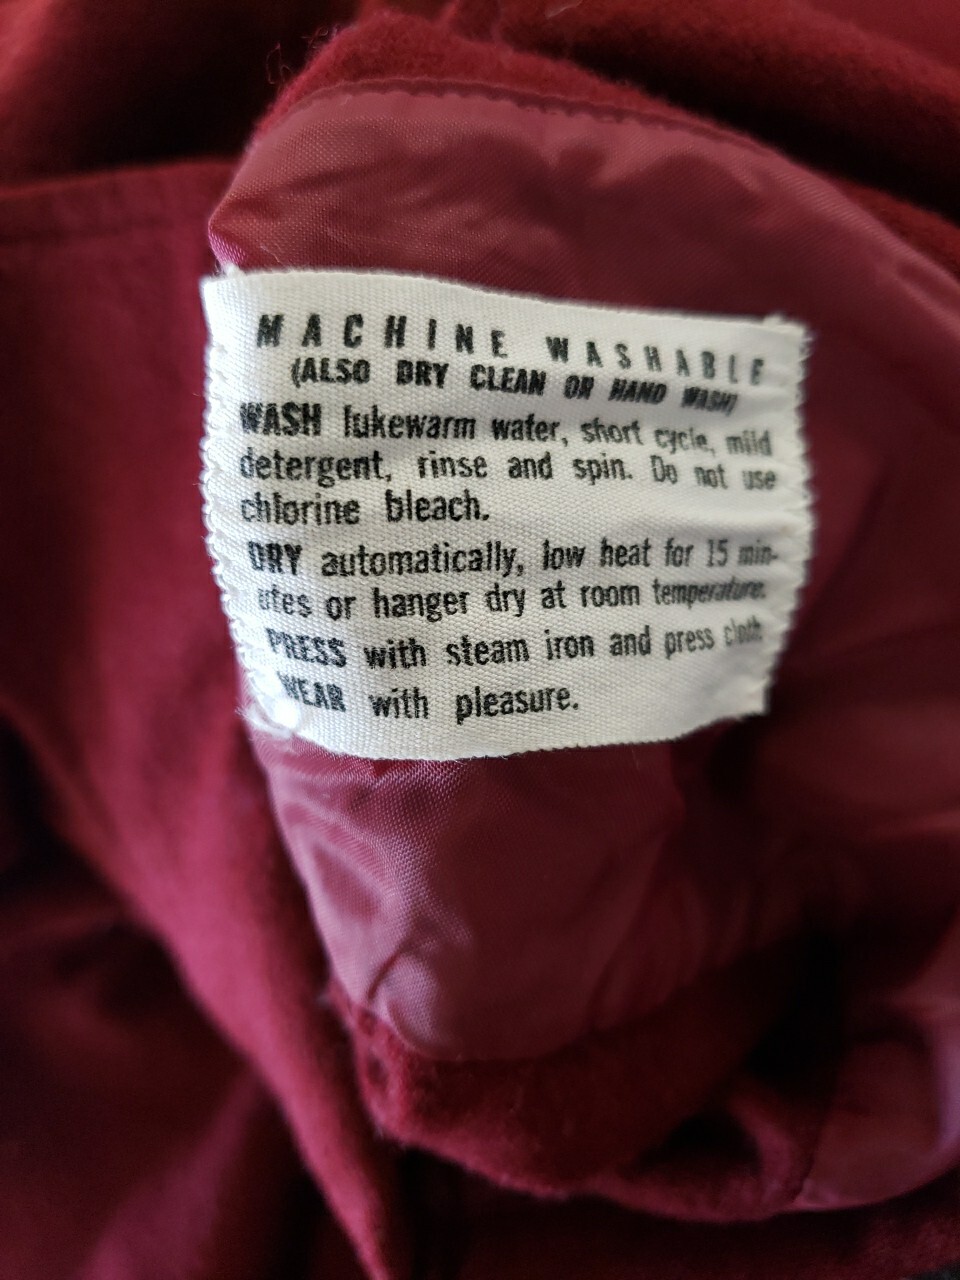 MACHINE WASHABLE
(ALSO DRY CLEAN OR HAND WASH)
WASH lukewarm water, short cycle, mild
detergent, rinse and spin. Do not use
chlorine bleach.
DRY automatically, low heat for 15 min-
utes or hanger dry at room temperature.
PRESS with steam iron and press cloth
WEAR with pleasure.